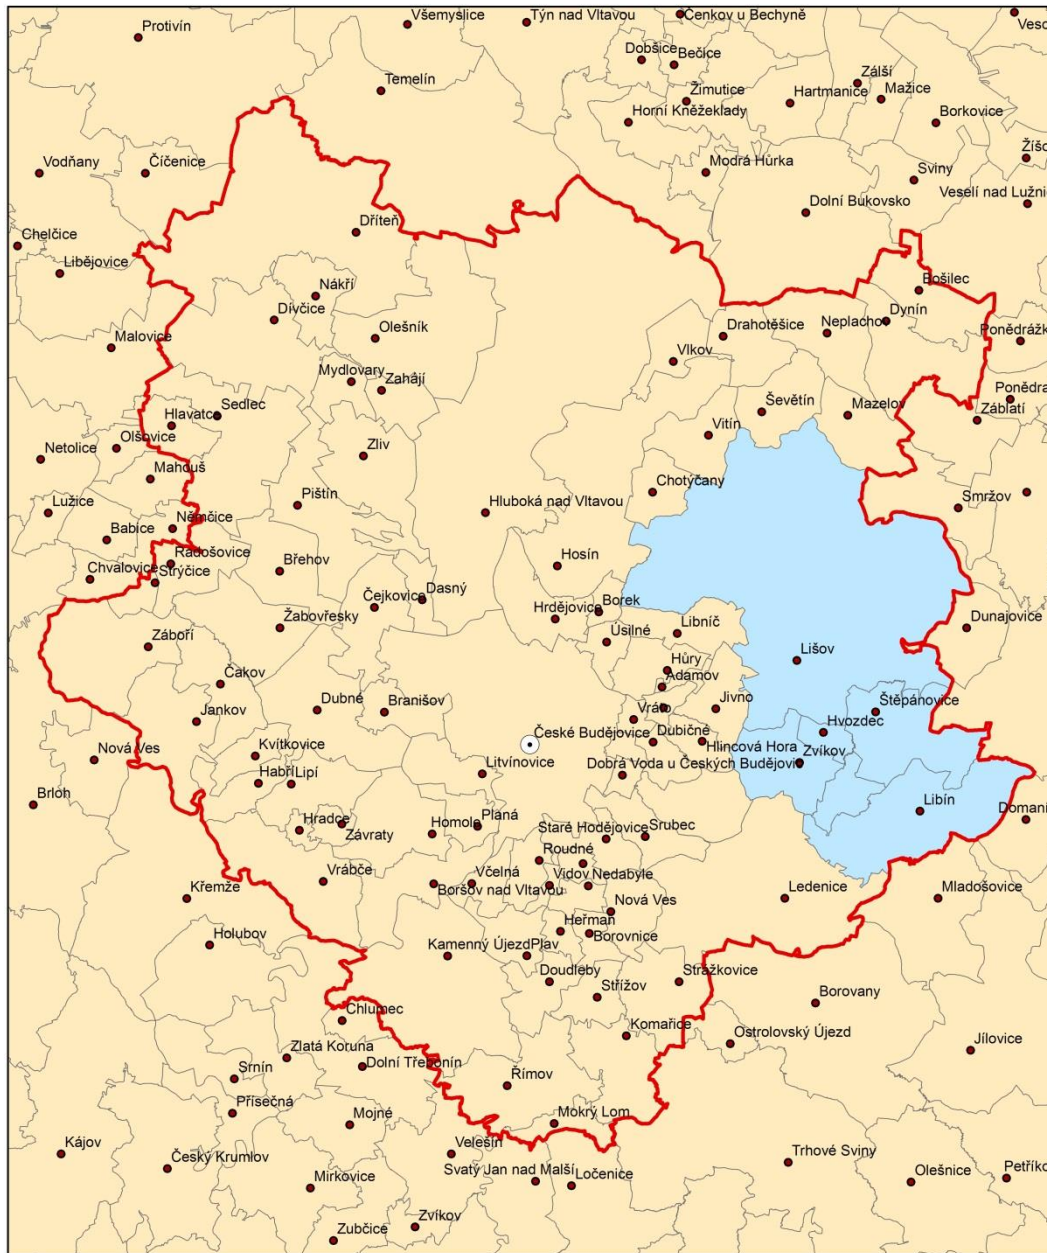 Protivín
Všemyslice
Týn nad Vltavou
Čenkov u Bechyně
Dobšice
Bečice
Temelín
Žimutice
Zálší
Hartmanice
Mažice
Horní Kněžeklady
Borkovice
Vodňany
Číčenice
Modrá Hůrka
Sviny
Dolní Bukovsko
Veselí nad Lužni
Dříteň
Chelčice
Libějovice
Nákří
Bošilec
Dívčice
Dynín
Olešník
Drahotěšice
Neplachov
Ponědrážk
Malovice
Vlkov
Mydlovary
Zahájí
Ševětín
Mazelov
Záblatí
Sedlec
Hlavatce
Vitín
Olšovice
Netolice
Zliv
Mahouš
Chotýčany
Lužice
Pištín
Hluboká nad Vltavou
Smržov
Němčice
Babice
Radošovice
Chvalovice
Strýčice
Břehov
Hosín
Čejkovice
Dasný
Borek
Hrdějovice
Žabovřesky
Libníč
Úsilné
Dunajovice
Záboří
Lišov
Čakov
Hůry
Adamov
Dubné
Branišov
Vráto
Jivno
Štěpánovice
Jankov
Hvozdec
České Budějovice
Dubičné
Hlincová Hora
Nová Ves
Kvítkovice
Litvínovice
Dobrá Voda u Českých Budějovic
Zvíkov
Habří
Lipí
Brloh
Libín
Hradce
Závraty
Homole
Planá
Staré Hodějovice
Srubec
Roudné
Vrábče
Včelná
Boršov nad Vltavou
Vidov
Nedabyle
Křemže
Ledenice
Mladošovice
Nová Ves
Heřmaň
Borovnice
Holubov
Kamenný Újezd
Plav
Doudleby
Střížov
Strážkovice
Borovany
Chlumec
Komařice
Ostrolovský Újezd
Zlatá Koruna
Dolní Třebonín
Jílovice
Srnín
Římov
Přísečná
Mojné
Mokrý Lom
Kájov
Český Krumlov
Velešín
Trhové Sviny
Mirkovice
Svatý Jan nad Malší
Ločenice
Olešnice
Petříko
Zvíkov
Zubčice